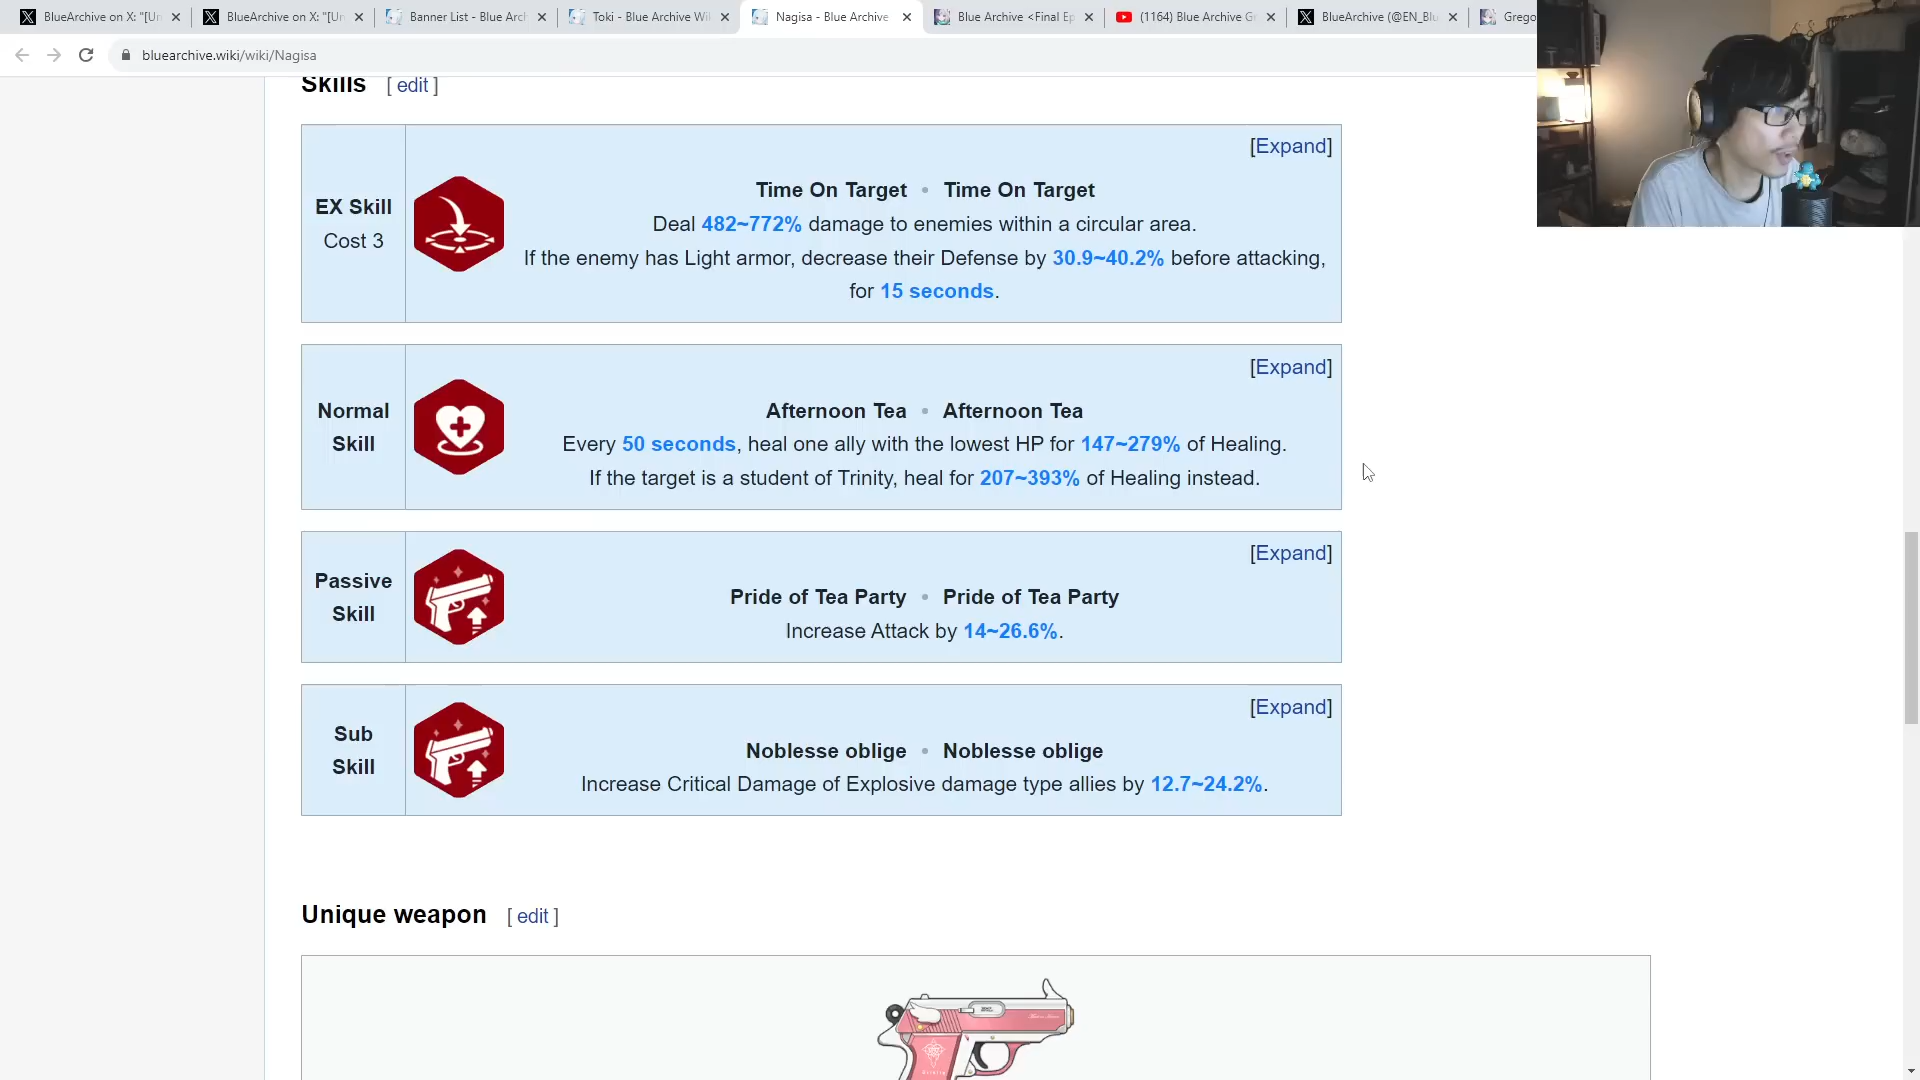 BlueArchive on X: "[Un
BlueArchive on X: "[Ur
Banner List - Blue Arch
Toki - Blue Archive Wi
Nagisa - Blue Archive
Blue Archive <Final Ep
(1164) Blue Archive G
BlueArchive (@EN_Blu
Grego
bluearchive.wiki/wiki/Nagisa
Skills [ edit ]
[Expand]
EX Skill
Cost 3
Time On Target • Time On Target
Deal 482~772% damage to enemies within a circular area.
If the enemy has Light armor, decrease their Defense by 30.9~40.2% before attacking,
for 15 seconds.
[Expand]
Normal
Skill
Afternoon Tea • Afternoon Tea
Every 50 seconds, heal one ally with the lowest HP for 147~279% of Healing.
If the target is a student of Trinity, heal for 207~393% of Healing instead.
[Expand]
Passive
Skill
Pride of Tea Party • Pride of Tea Party
Increase Attack by 14~26.6%.
[Expand]
Sub
Skill
Noblesse oblige • Noblesse oblige
Increase Critical Damage of Explosive damage type allies by 12.7~24.2%.
Unique weapon [ edit ]